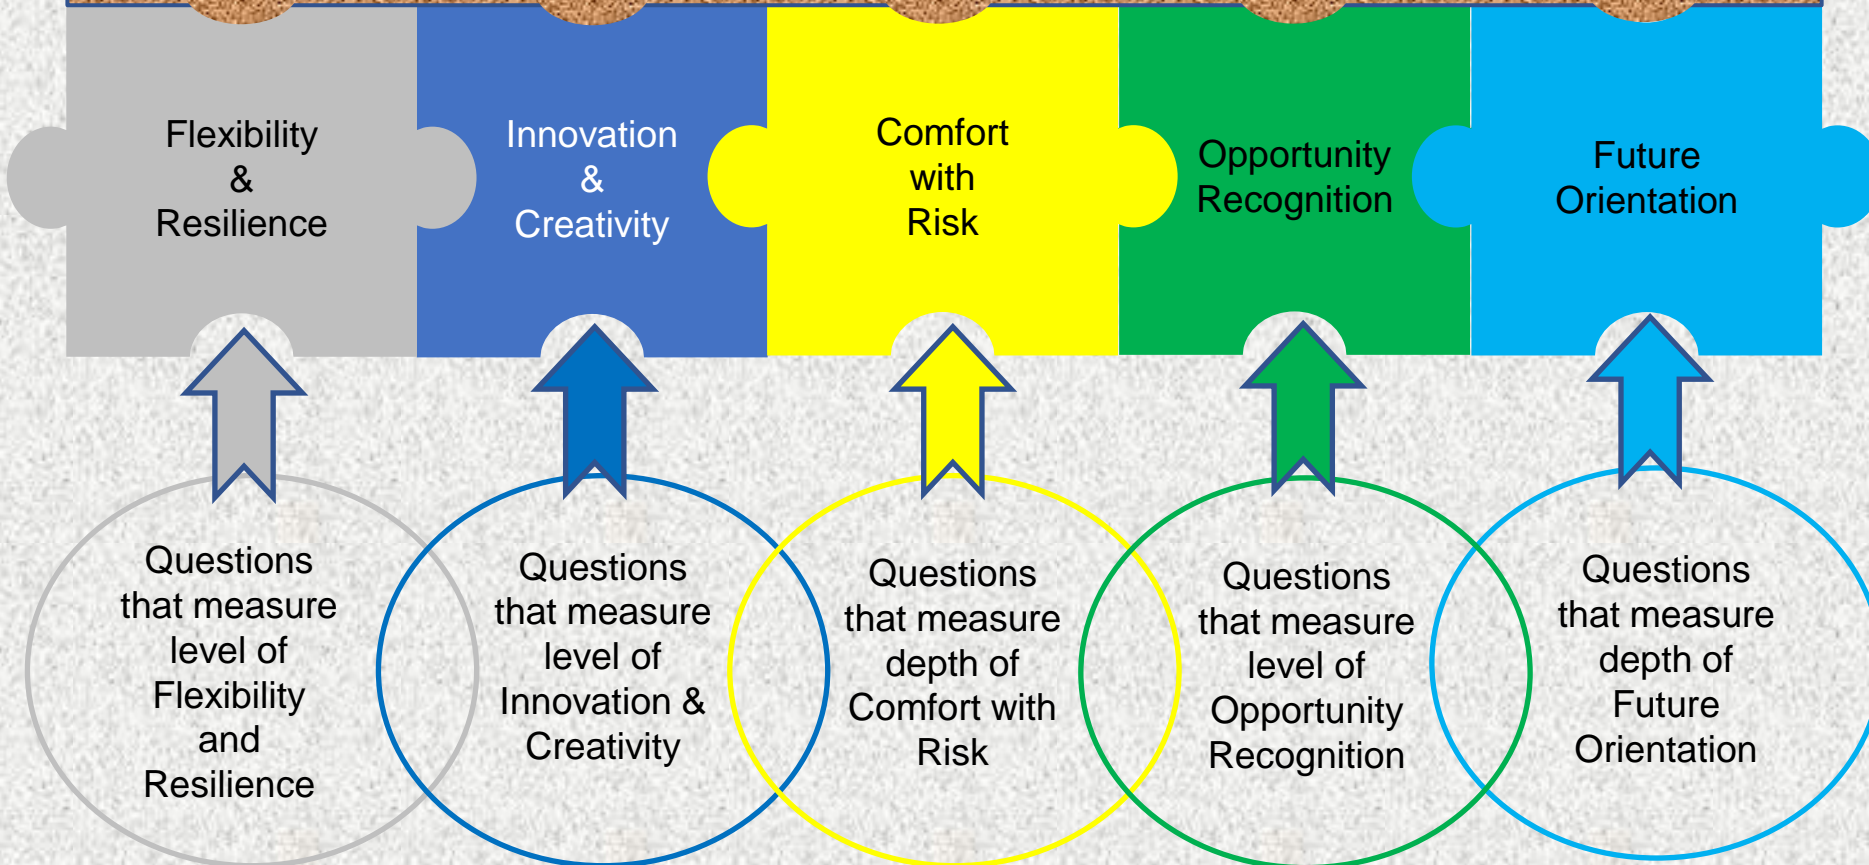 Flexibility
&
Resilience
Innovation
&
Creativity
Comfort
with
Risk
Opportunity
Recognition
Future
Orientation
Questions
that measure
level of
Flexibility
and
Resilience
Questions
that measure
level of
Innovation &
Creativity
Questions
that measure
depth of
Comfort with
Risk
Questions
that measure
level of
Opportunity
Recognition
Questions
that measure
depth of
Future
Orientation